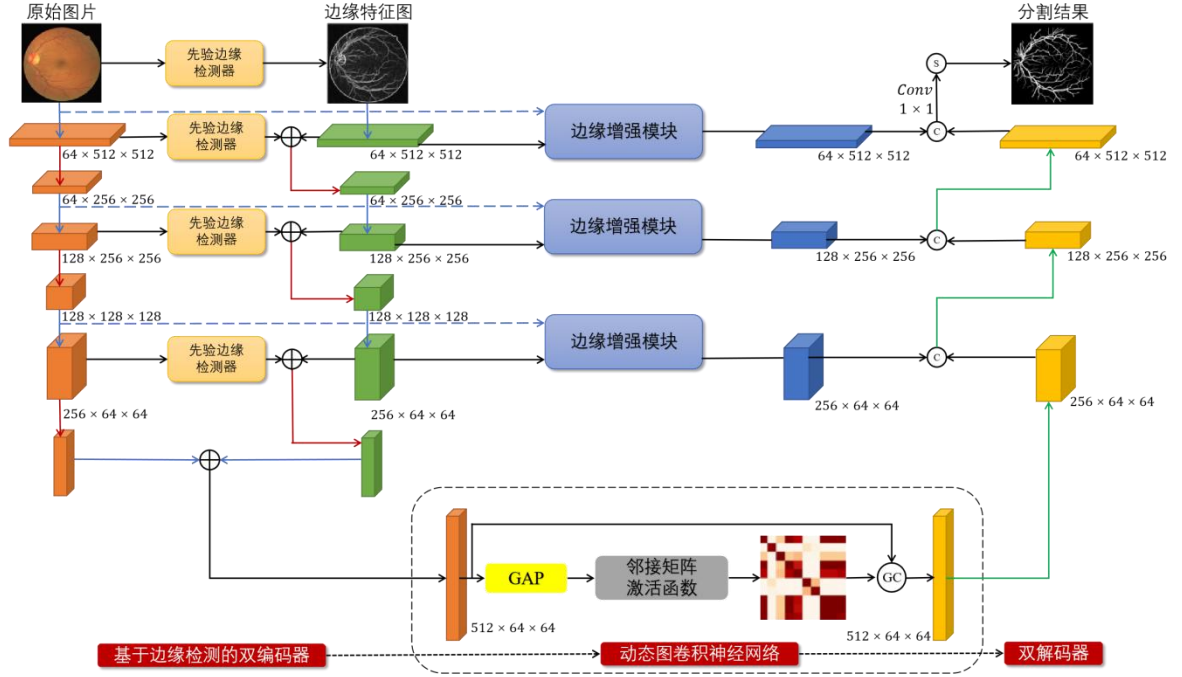 原始图片
边缘特征图
分割结果
先验边缘
检测器
S
Conv
1 × 1
先验边缘
检测器
边缘增强模块
C
64 × 512 × 512
64 × 512 × 512
64 × 512 × 512
64 × 512 × 512
64 × 256 × 256
64 × 256 × 256
先验边缘
检测器
边缘增强模块
C
128 × 256 × 256
128 × 256 × 256
128 × 256 × 256
128 × 256 × 256
128 × 128 × 128
128 × 128 × 128
先验边缘
检测器
边缘增强模块
C
256 × 64 × 64
256 × 64 × 64
256 × 64 × 64
256 × 64 × 64
GAP
邻接矩阵
激活函数
GC
512 × 64 × 64
512 × 64 × 64
基于边缘检测的双编码器
动态图卷积神经网络
双解码器